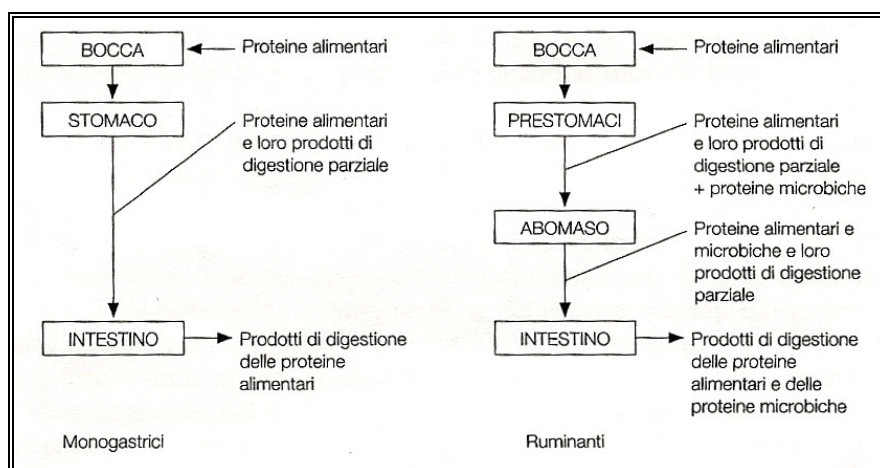 BOCCA
Proteine alimentari
STOMACO
Proteine alimentari
e loro prodotti di
digestione parziale
INTESTINO
Prodotti di digestione
delle proteine
alimentari
Monogastrici
BOCCA
Proteine alimentari
PRESTOMACI
Proteine alimentari
e loro prodotti di
digestione parziale
+ proteine microbiche
ABOMASO
Proteine alimentari e
microbiche e loro
prodotti di digestione
parziale
INTESTINO
Prodotti di digestione
delle proteine
alimentari e delle
proteine microbiche
Ruminanti